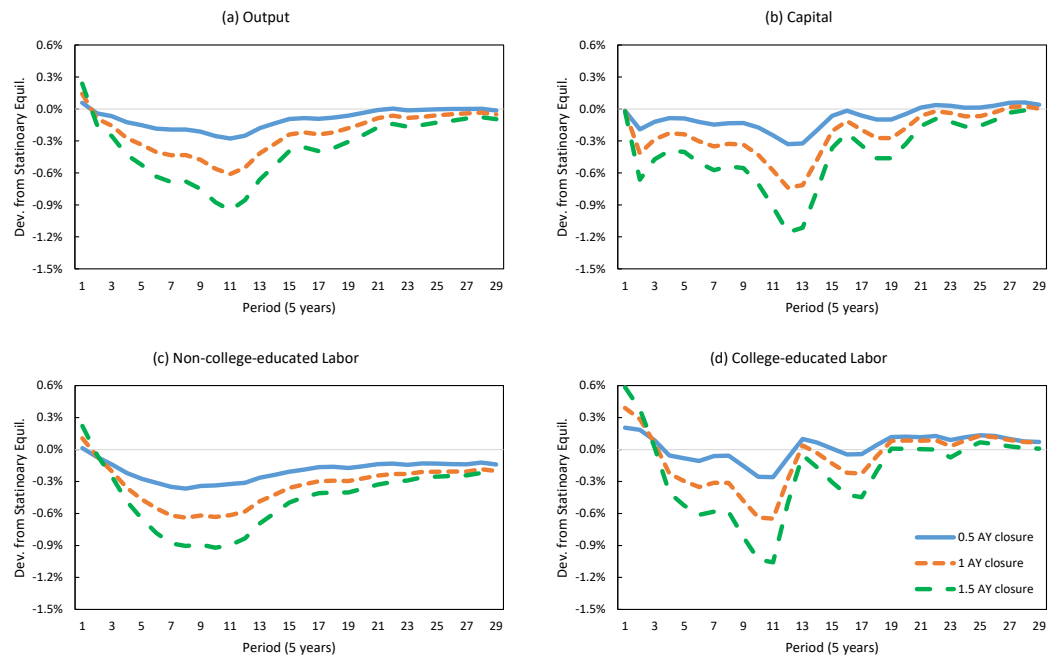 (a) Output
0.6%
0.3%
0.0%
-0.3%
-0.6%
-0.9%
-1.2%
-1.5%
Dev. from Statinoary Equil.
1 3 5 7 9 11 13 15 17 19 21 23 25 27 29
Period (5 years)
(b) Capital
0.6%
0.3%
0.0%
-0.3%
-0.6%
-0.9%
-1.2%
-1.5%
Dev. from Statinoary Equil.
1 3 5 7 9 11 13 15 17 19 21 23 25 27 29
Period (5 years)
(c) Non-college-educated Labor
0.6%
0.3%
0.0%
-0.3%
-0.6%
-0.9%
-1.2%
-1.5%
Dev. from Statinoary Equil.
1 3 5 7 9 11 13 15 17 19 21 23 25 27 29
Period (5 years)
(d) College-educated Labor
0.6%
0.3%
0.0%
-0.3%
-0.6%
-0.9%
-1.2%
-1.5%
Dev. from Statinoary Equil.
0.5 AY closure
1 AY closure
1.5 AY closure
1 3 5 7 9 11 13 15 17 19 21 23 25 27 29
Period (5 years)